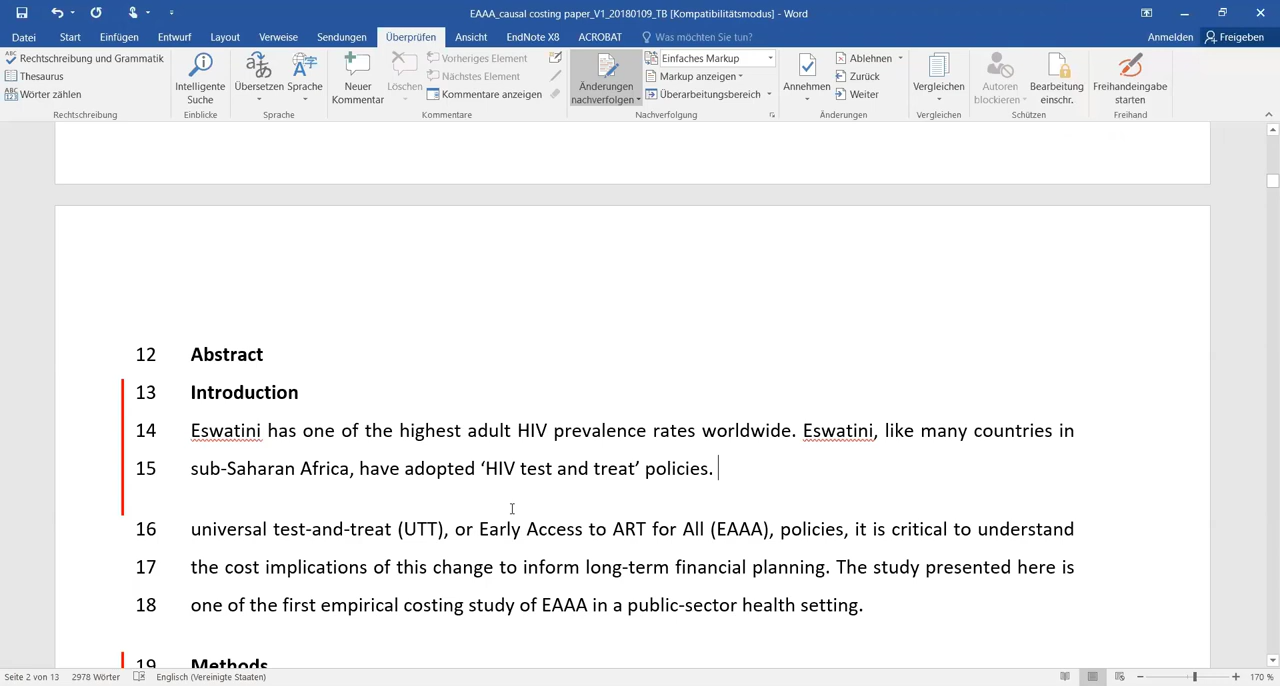 EAAA_causal costing paper_V1_20180109_TB [Kompatibilitätsmodus] - Word
Datei Start Einfügen Entwurf Layout Verweise Sendungen Überprüfen Ansicht EndNote X8 ACROBAT Was möchten Sie tun? Anmelden Freigeben
ABC Rechtschreibung und Grammatik
Thesaurus
ABC 123 Wörter zählen
Rechtschreibung
Intelligente Suche
Einblicke
Übersetzen Sprache
Sprache
Neuer Kommentar
Löschen
Vorheriges Element
Nächstes Element
Kommentare anzeigen
Kommentare
Änderungen nachverfolgen
Einfaches Markup
Markup anzeigen
Überarbeitungsbereich
Nachverfolgung
Annehmen
Ablehnen
Zurück
Weiter
Änderungen
Vergleichen
Vergleichen
Autoren blockieren
Bearbeitung einschr.
Schützen
Freihandeingabe starten
Freihand
12 Abstract
13 Introduction
14 Eswatini has one of the highest adult HIV prevalence rates worldwide. Eswatini, like many countries in
15 sub-Saharan Africa, have adopted ‘HIV test and treat’ policies.
16 universal test-and-treat (UTT), or Early Access to ART for All (EAAA), policies, it is critical to understand
17 the cost implications of this change to inform long-term financial planning. The study presented here is
18 one of the first empirical costing study of EAAA in a public-sector health setting.
19 Methods
Seite 2 von 13 2978 Wörter Englisch (Vereinigte Staaten) 170 %